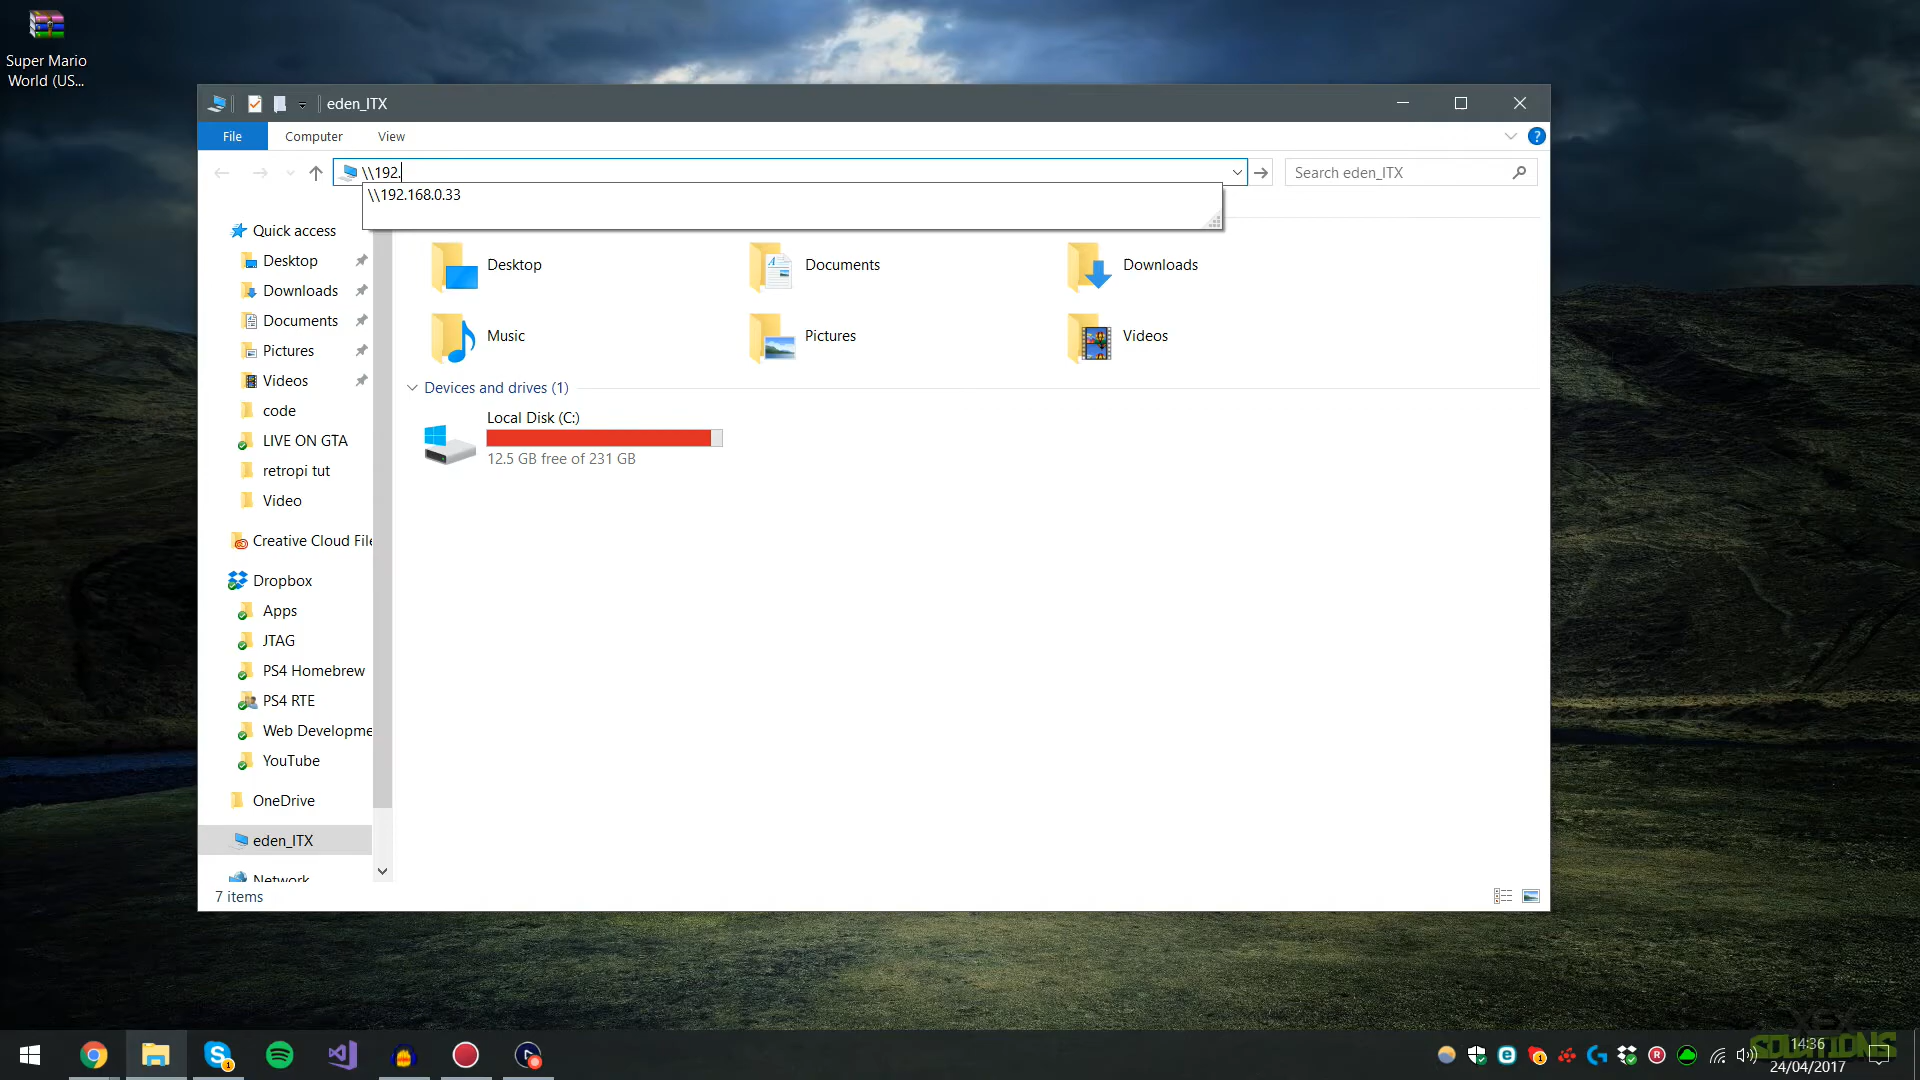 Super Mario
World (US...
eden_ITX
File
Computer
View
\\192.
Search eden_ITX
\\192.168.0.33
Quick access
Desktop
Downloads
Documents
Pictures
Videos
code
LIVE ON GTA
retropi tut
Video
Creative Cloud File
Dropbox
Apps
JTAG
PS4 Homebrew
PS4 RTE
Web Developme
YouTube
OneDrive
eden_ITX
Network
Desktop
Documents
Downloads
Music
Pictures
Videos
Devices and drives (1)
Local Disk (C:)
12.5 GB free of 231 GB
7 items
XEX
SOLUTIONS
14:36
24/04/2017